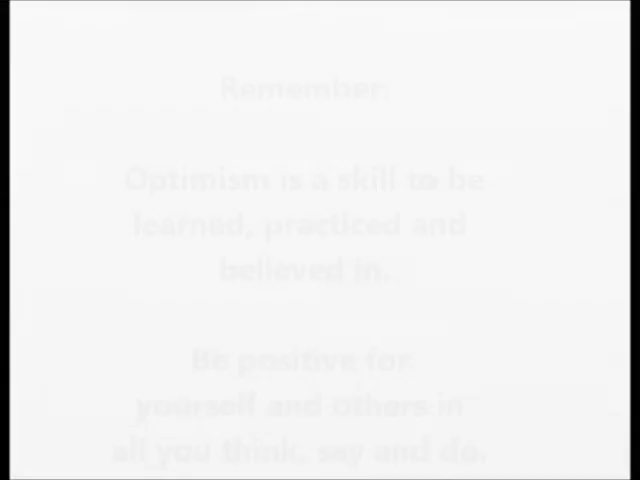 Remember:
Optimism is a skill to be
learned, practiced and
believed in.
Be positive for
yourself and others in
all you think, say and do.